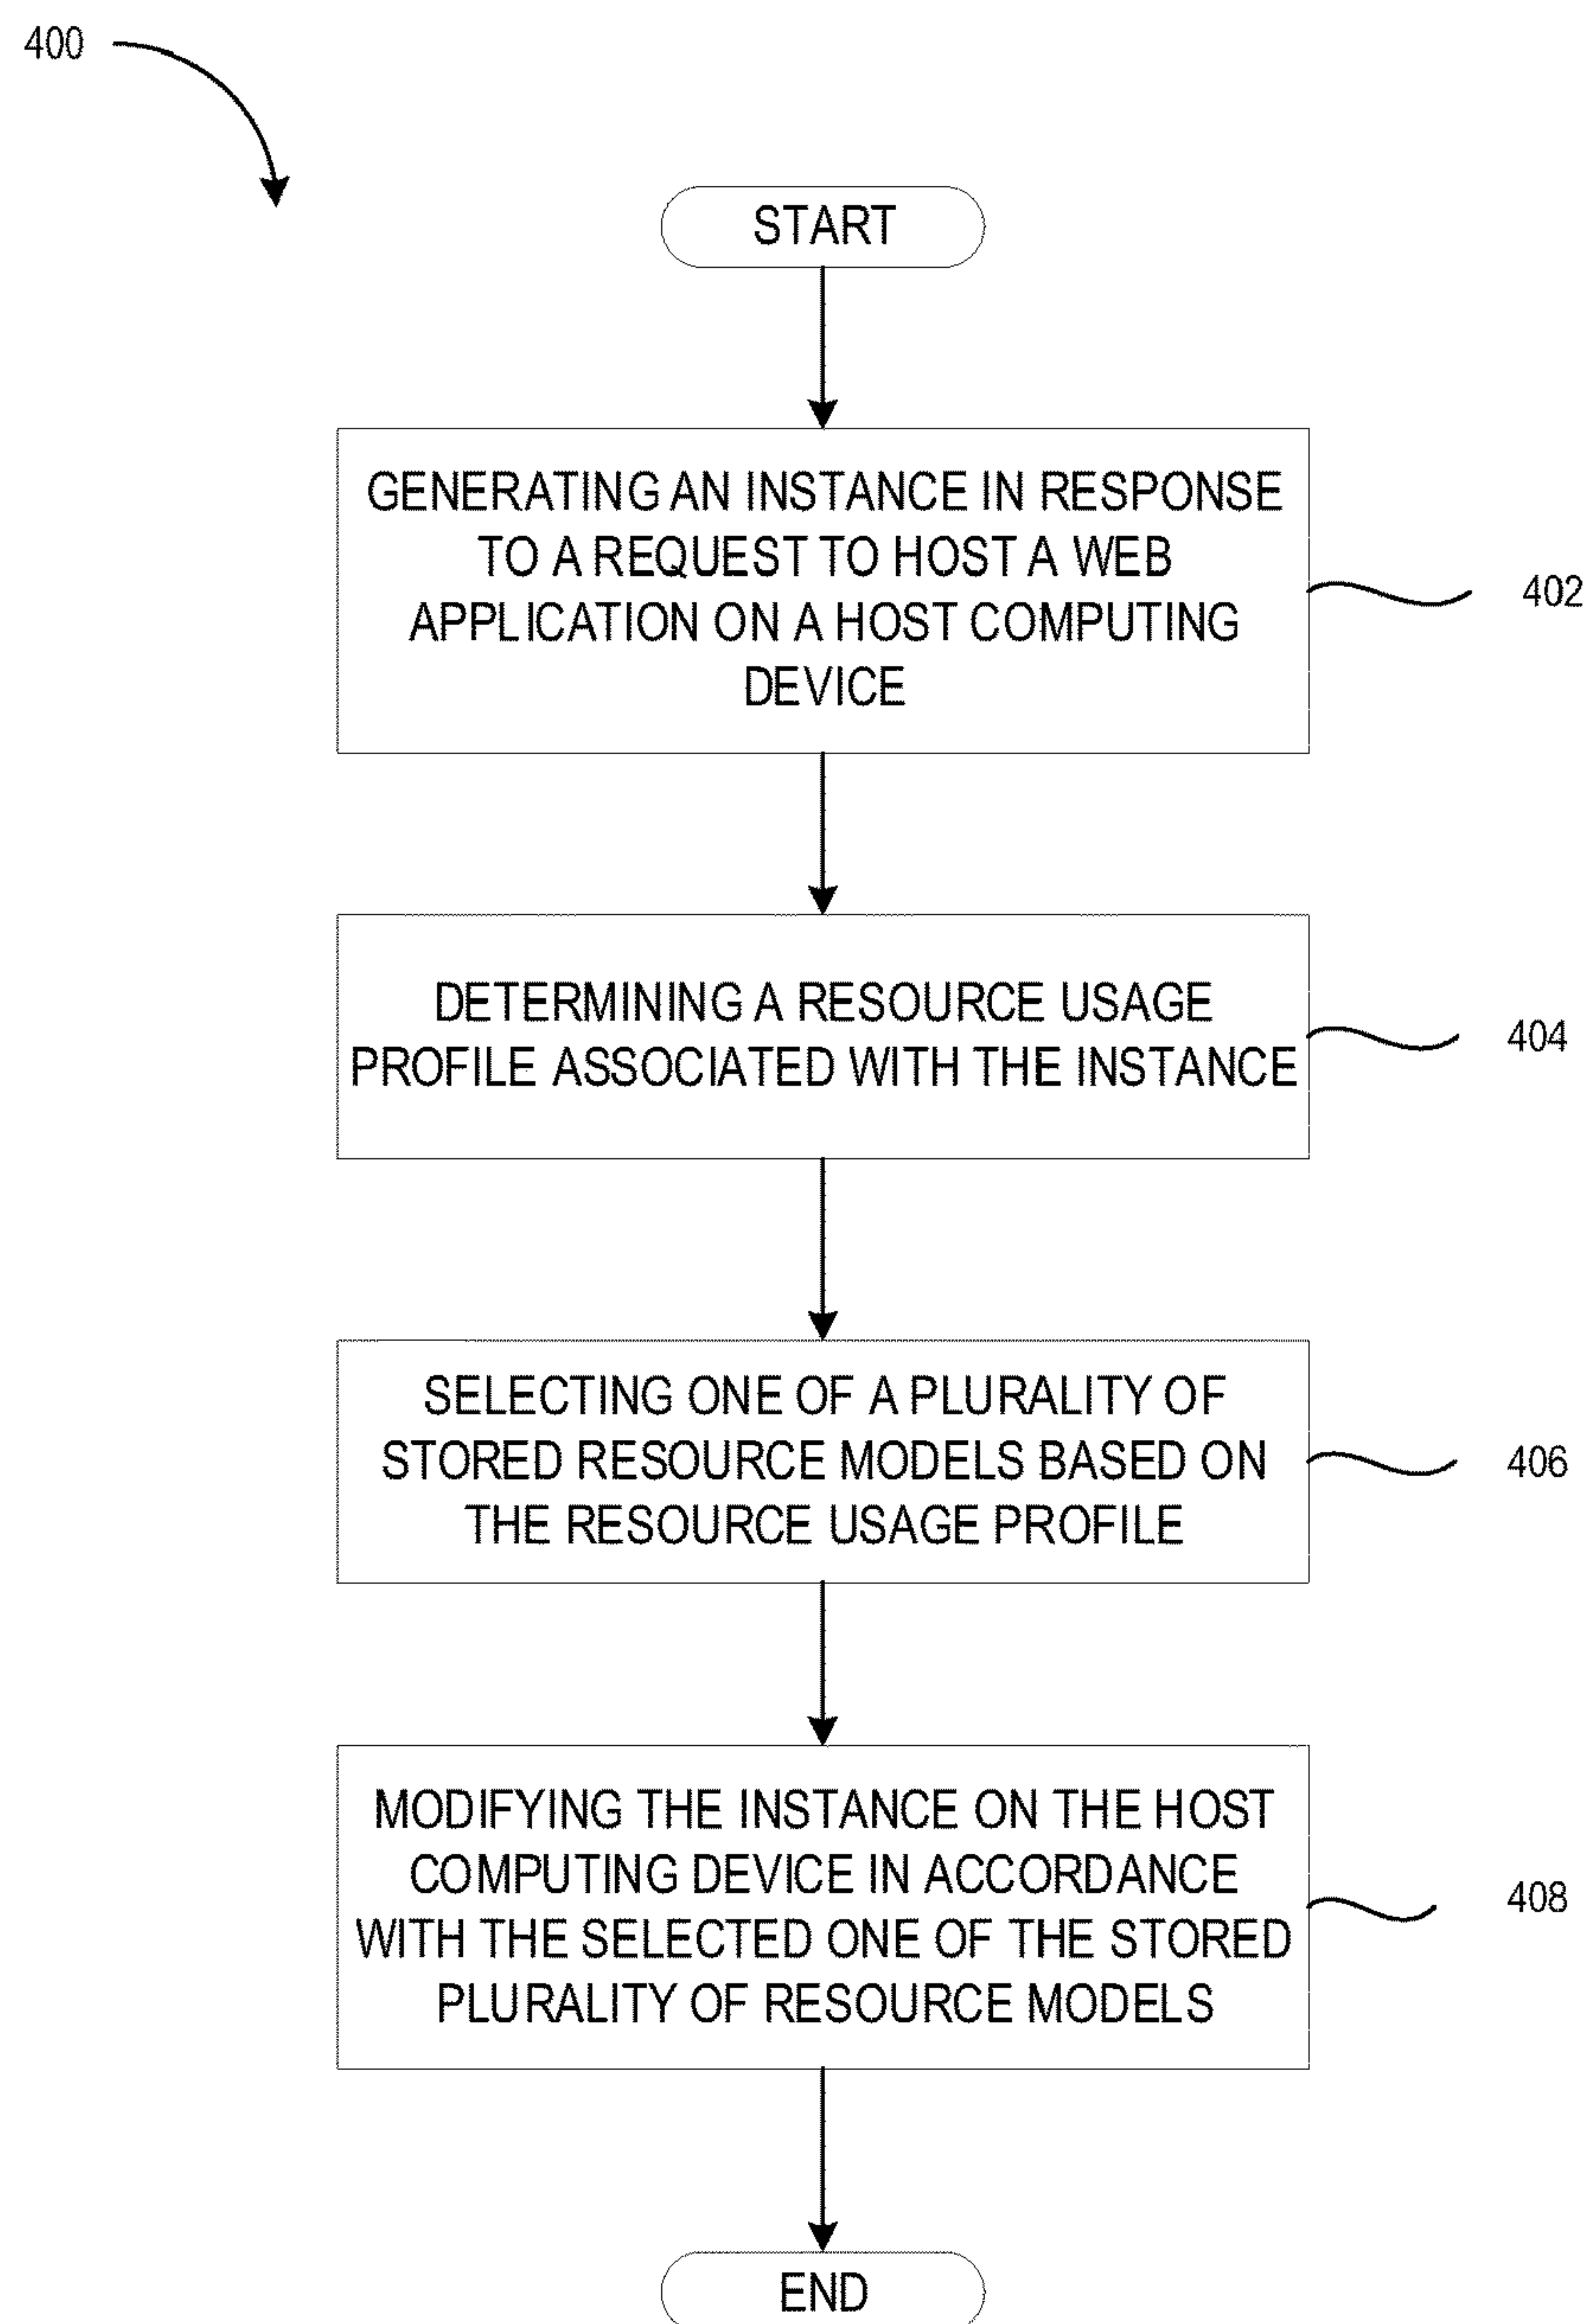 400
START
GENERATING AN INSTANCE IN RESPONSE
TO A REQUEST TO HOST A WEB
APPLICATION ON A HOST COMPUTING
DEVICE
402
DETERMINING A RESOURCE USAGE
PROFILE ASSOCIATED WITH THE INSTANCE
404
SELECTING ONE OF A PLURALITY OF
STORED RESOURCE MODELS BASED ON
THE RESOURCE USAGE PROFILE
406
MODIFYING THE INSTANCE ON THE HOST
COMPUTING DEVICE IN ACCORDANCE
WITH THE SELECTED ONE OF THE STORED
PLURALITY OF RESOURCE MODELS
408
END